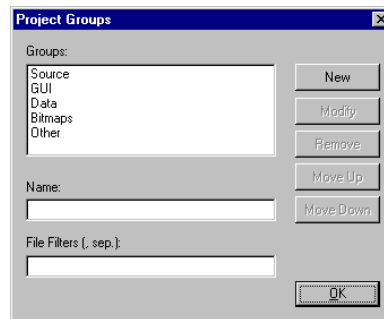 Project Groups
Groups:
Source
GUI
Data
Bitmaps
Other
New
Modify
Remove
Move Up
Move Down
Name:
File Filters (, sep.):
OK